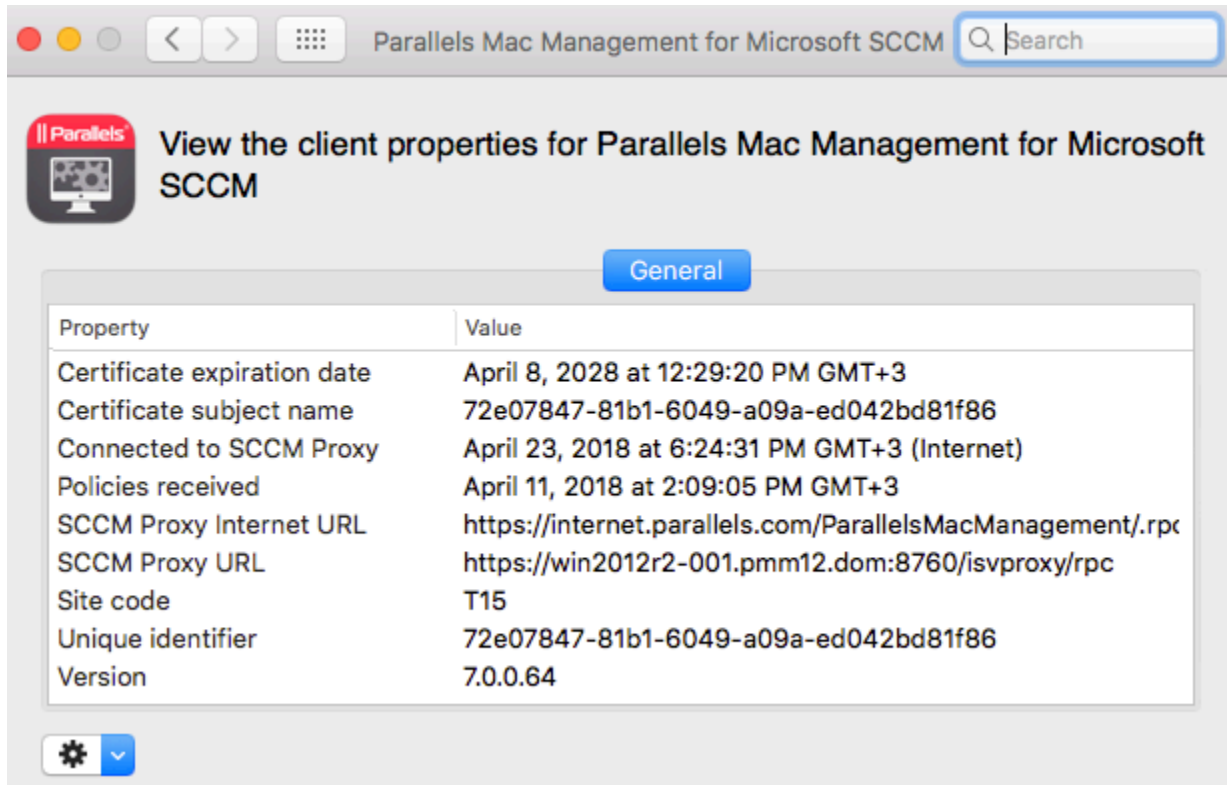 Parallels Mac Management for Microsoft SCCM
Search
Parallels
View the client properties for Parallels Mac Management for Microsoft
SCCM
General
Property Value
Certificate expiration date April 8, 2028 at 12:29:20 PM GMT+3
Certificate subject name 72e07847-81b1-6049-a09a-ed042bd81f86
Connected to SCCM Proxy April 23, 2018 at 6:24:31 PM GMT+3 (Internet)
Policies received April 11, 2018 at 2:09:05 PM GMT+3
SCCM Proxy Internet URL https://internet.parallels.com/ParallelsMacManagement/.rpc
SCCM Proxy URL https://win2012r2-001.pmm12.dom:8760/isvproxy/rpc
Site code T15
Unique identifier 72e07847-81b1-6049-a09a-ed042bd81f86
Version 7.0.0.64